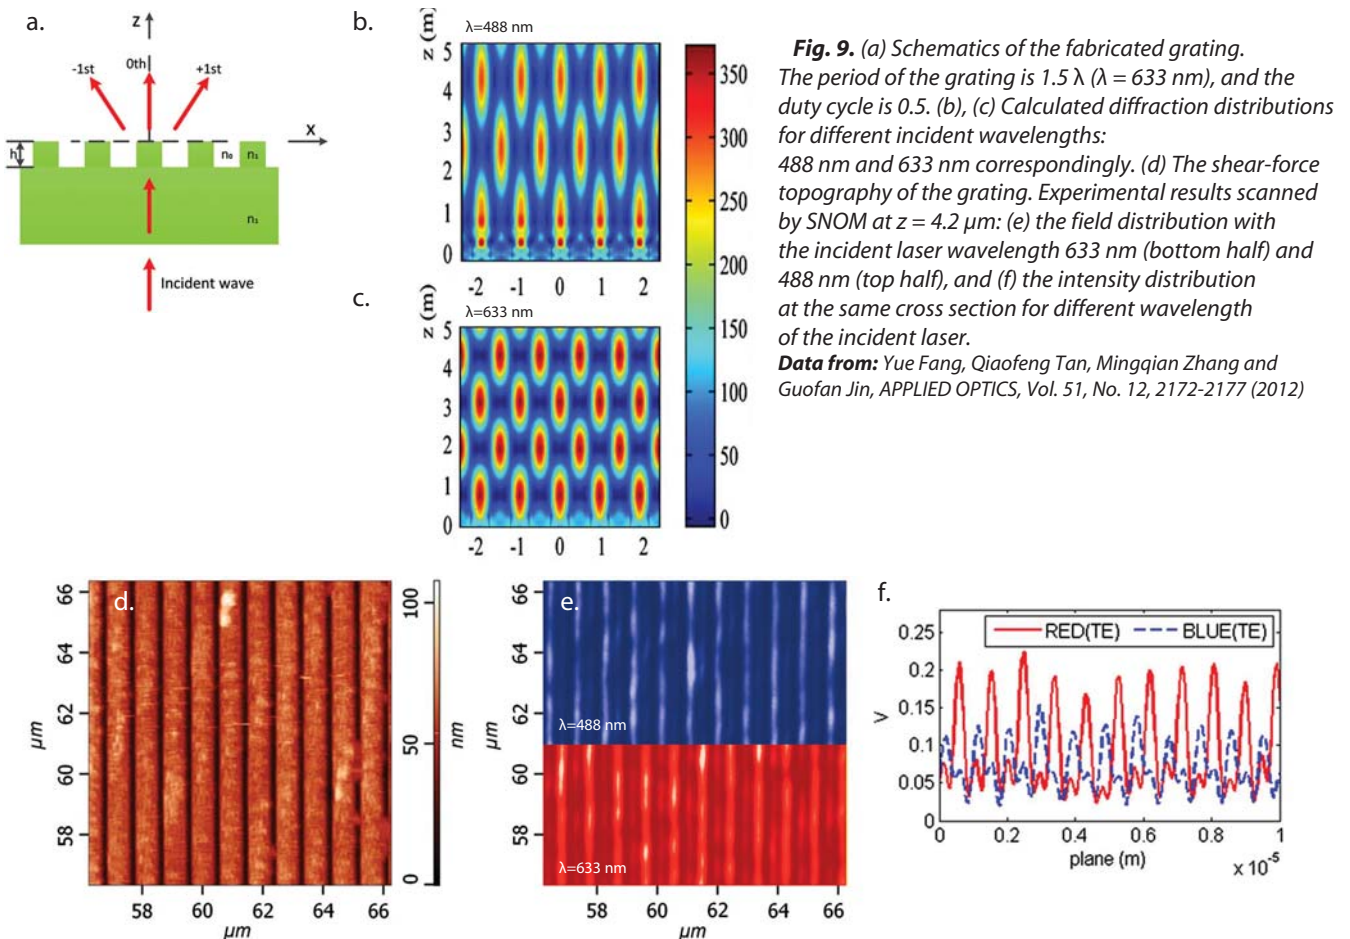 a.
z
-1st
0th
+1st
x
h
n₀
n₁
n₁
Incident wave
b.
λ=488 nm
z (m)
5
4
3
2
1
0
-2 -1 0 1 2
c.
λ=633 nm
z (m)
5
4
3
2
1
0
-2 -1 0 1 2
350
300
250
200
150
100
50
0
Fig. 9. (a) Schematics of the fabricated grating.
The period of the grating is 1.5 λ (λ = 633 nm), and the
duty cycle is 0.5. (b), (c) Calculated diffraction distributions
for different incident wavelengths:
488 nm and 633 nm correspondingly. (d) The shear-force
topography of the grating. Experimental results scanned
by SNOM at z = 4.2 μm: (e) the field distribution with
the incident laser wavelength 633 nm (bottom half) and
488 nm (top half), and (f) the intensity distribution
at the same cross section for different wavelength
of the incident laser.
Data from: Yue Fang, Qiaofeng Tan, Mingqian Zhang and
Guofan Jin, APPLIED OPTICS, Vol. 51, No. 12, 2172-2177 (2012)
d.
66
64
62
60
58
μm
58 60 62 64 66
μm
100
50
0
nm
e.
66
64
62
60
58
μm
λ=488 nm
λ=633 nm
58 60 62 64 66
μm
f.
RED(TE) BLUE(TE)
0.25
0.2
0.15
0.1
0.05
0
V
0 0.2 0.4 0.6 0.8 1
plane (m)
x 10⁻⁵